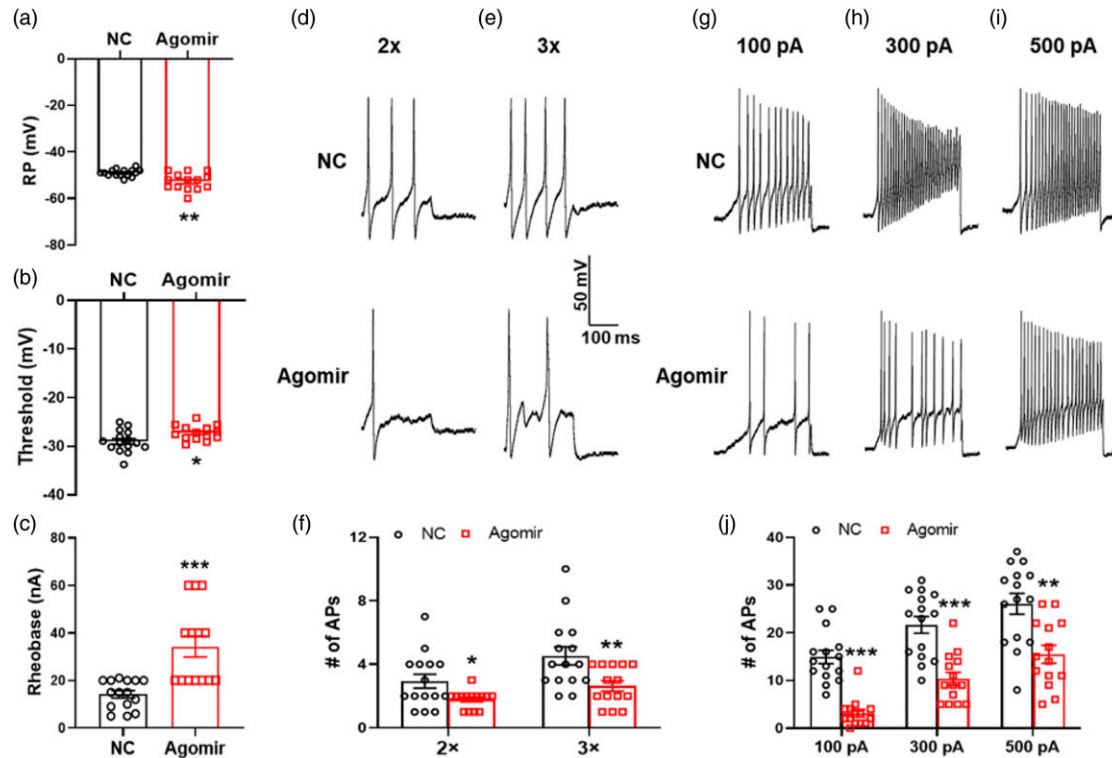 (a)
NC Agomir
0
-20
-40
-60
-80
RP (mV)
**
(b)
NC Agomir
0
-10
-20
-30
-40
Threshold (mV)
*
(c)
80
60
40
20
0
Rheobase (nA)
***
NC Agomir
(d)
2x
(e)
3x
NC
50 mV
100 ms
Agomir
(f)
NC Agomir
12
8
4
0
# of APs
*
**
2×
3×
(g)
100 pA
(h)
300 pA
(i)
500 pA
NC
Agomir
(j)
NC Agomir
40
30
20
10
0
# of APs
***
***
**
100 pA
300 pA
500 pA